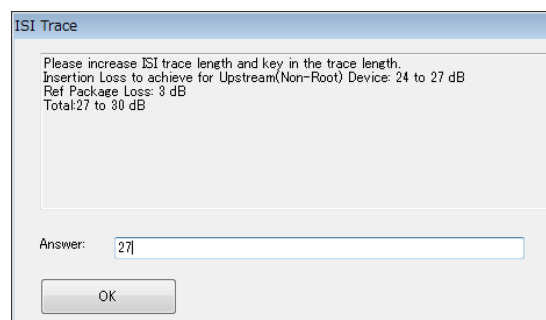 ISI Trace
Please increase ISI trace length and key in the trace length.
Insertion Loss to achieve for Upstream(Non-Root) Device: 24 to 27 dB
Ref Package Loss: 3 dB
Total:27 to 30 dB
Answer: 27
OK